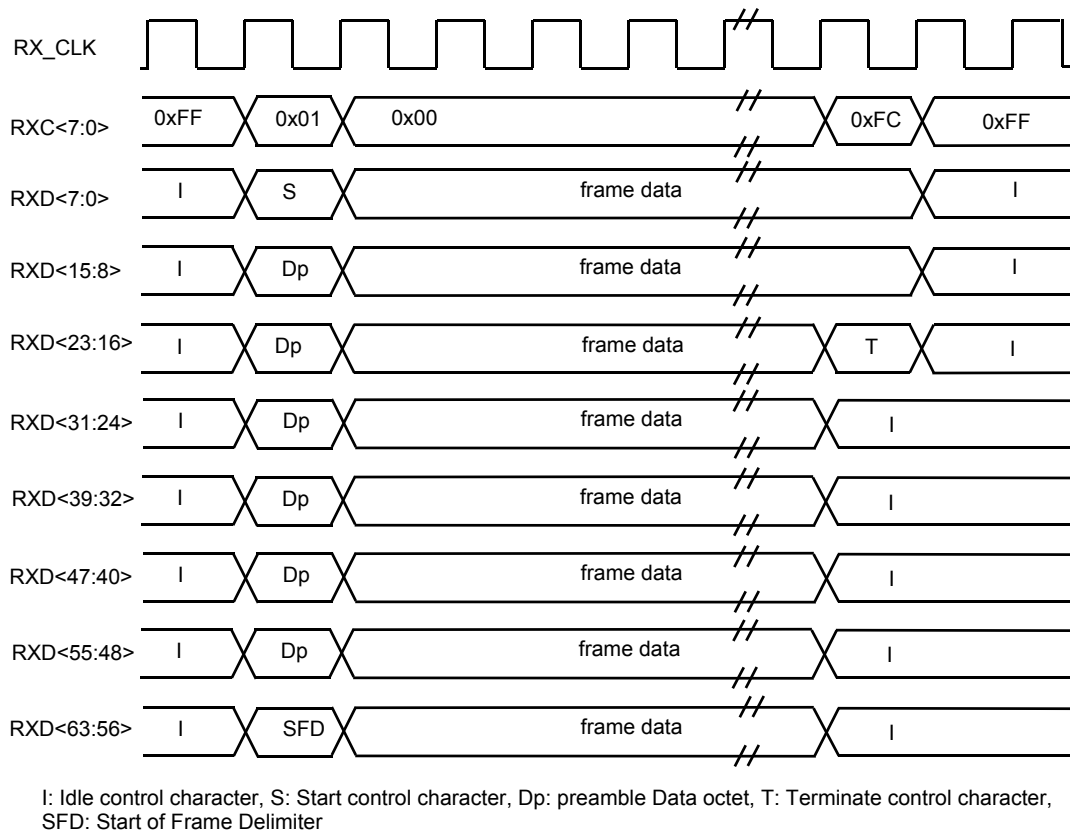 RX_CLK
RXC<7:0> 0xFF 0x01 0x00 0xFC 0xFF
RXD<7:0> I S frame data I
RXD<15:8> I Dp frame data I
RXD<23:16> I Dp frame data T I
RXD<31:24> I Dp frame data I
RXD<39:32> I Dp frame data I
RXD<47:40> I Dp frame data I
RXD<55:48> I Dp frame data I
RXD<63:56> I SFD frame data I
I: Idle control character, S: Start control character, Dp: preamble Data octet, T: Terminate control character,
SFD: Start of Frame Delimiter